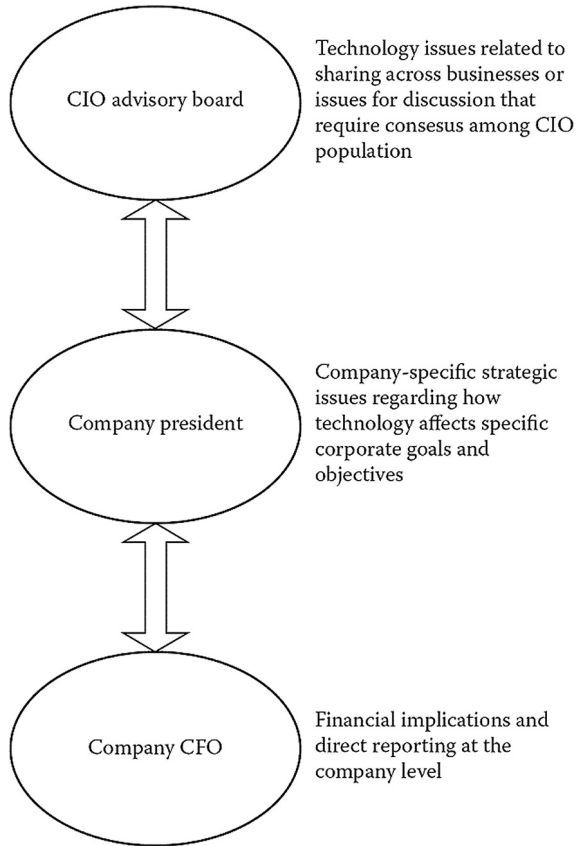 CIO advisory board
Technology issues related to
sharing across businesses or
issues for discussion that
require consesus among CIO
population
Company president
Company-specific strategic
issues regarding how
technology affects specific
corporate goals and
objectives
Company CFO
Financial implications and
direct reporting at the
company level